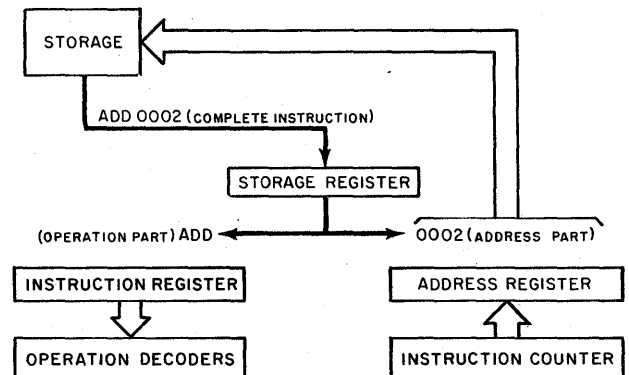 STORAGE
ADD 0002 (COMPLETE INSTRUCTION)
STORAGE REGISTER
(OPERATION PART) ADD
0002 (ADDRESS PART)
INSTRUCTION REGISTER
ADDRESS REGISTER
OPERATION DECODERS
INSTRUCTION COUNTER